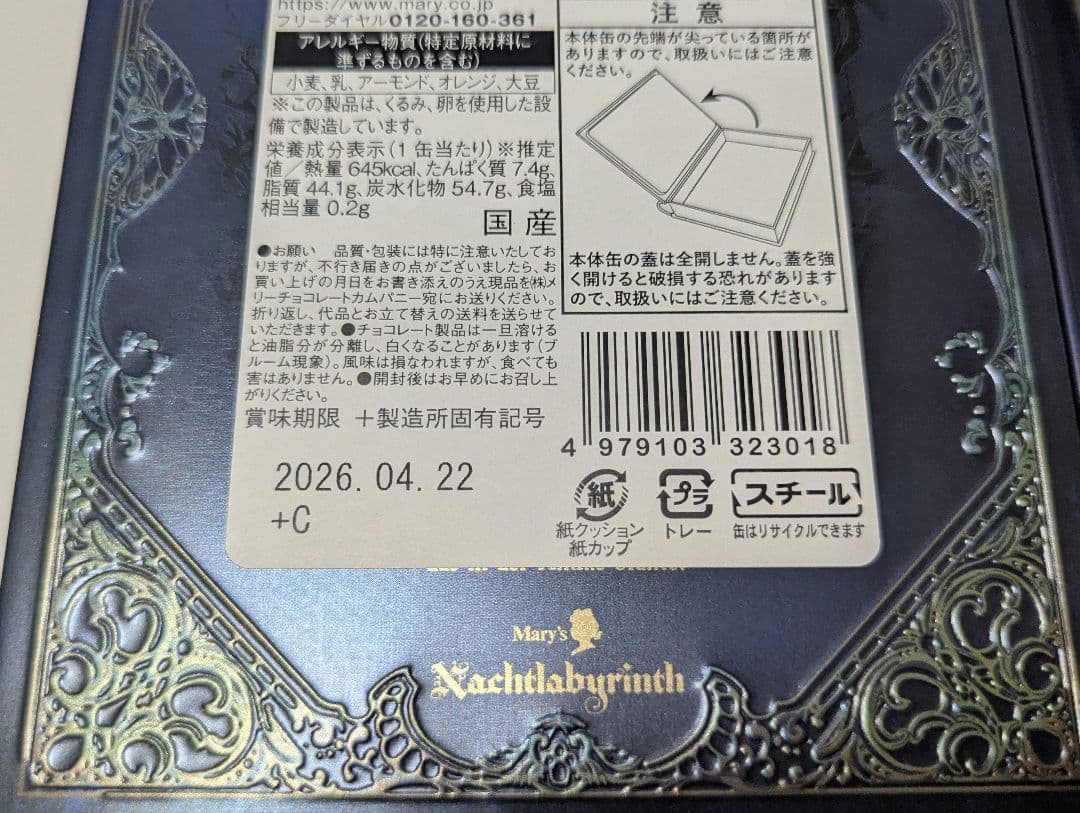 https://www.mary.co.jp
フリーダイヤル0120-160-361
アレルギー物質(特定原材料に
準ずるものを含む)
小麦、乳、アーモンド、オレンジ、大豆
※この製品は、くるみ、卵を使用した設
備で製造しています。
栄養成分表示(1缶当たり)※推定
値/熱量 645kcal、たんぱく質 7.4g、
脂質 44.1g、炭水化物 54.7g、食塩
相当量 0.2g
国産
●お願い 品質・包装には特に注意いたしてお
りますが、不行き届きの点がございましたら、お
買い上げの月日をお書き添えのうえ現品を㈱メ
リーチョコレートカムパニー宛にお送りください。
折り返し、代品とお立て替えの送料を送らせて
いただきます。●チョコレート製品は一旦溶ける
と油脂分が分離し、白くなることがあります(ブ
ルーム現象)。風味は損なわれますが、食べても
害はありません。●開封後はお早めにお召し上
がりください。
賞味期限 +製造所固有記号
2026.04.22
+C
注意
本体缶の先端が尖っている箇所が
ありますので、取扱いにはご注意
ください。
本体缶の蓋は全開しません。蓋を強
く開けると破損する恐れがあります
ので、取扱いにはご注意ください。
4 979103 323018
紙
紙クッション
紙カップ
プラ
トレー
スチール
缶はリサイクルできます
Mary's
Nachtlabyrinth